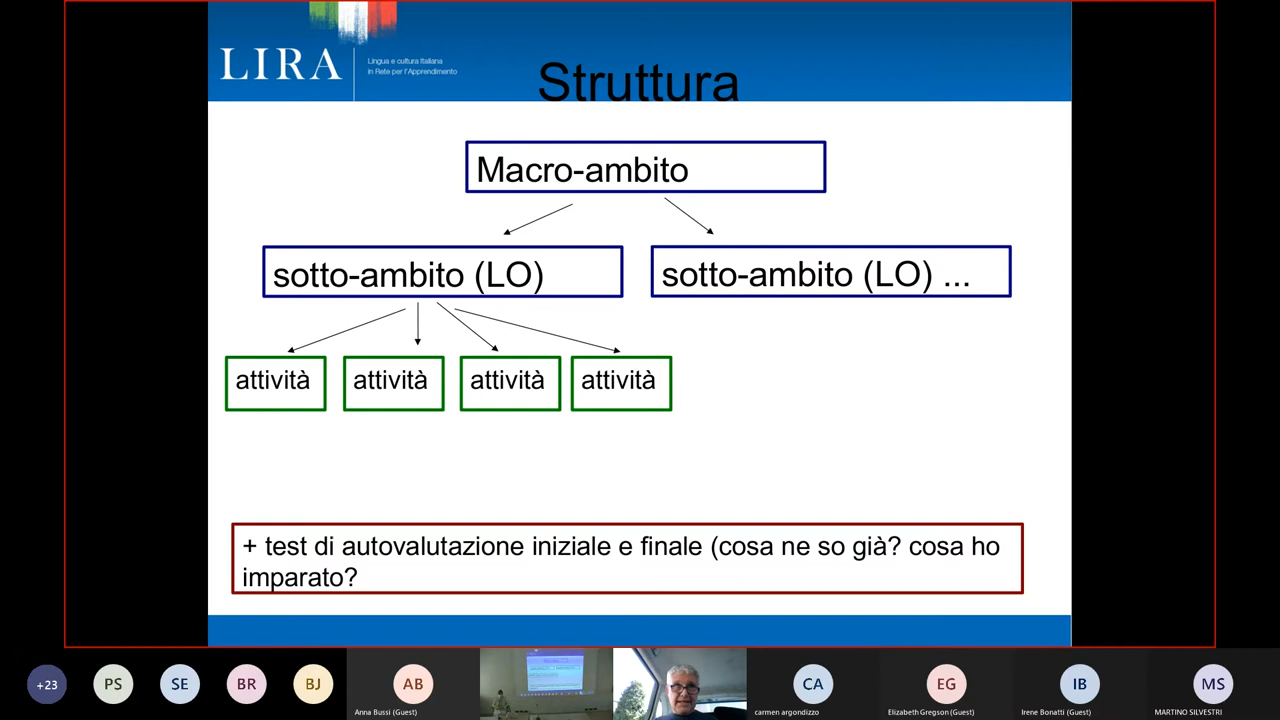 LIRA
Lingua e cultura Italiana
in Rete per l'Apprendimento
Struttura
Macro-ambito
sotto-ambito (LO)
sotto-ambito (LO) ...
attività
attività
attività
attività
+ test di autovalutazione iniziale e finale (cosa ne so già? cosa ho
imparato?
+23
PS
SE
BR
BJ
AB
CA
EG
IB
MS
Anna Bussi (Guest)
carmen argondizzo
Elizabeth Gregson (Guest)
Irene Bonatti (Guest)
MARTINO SILVESTRI